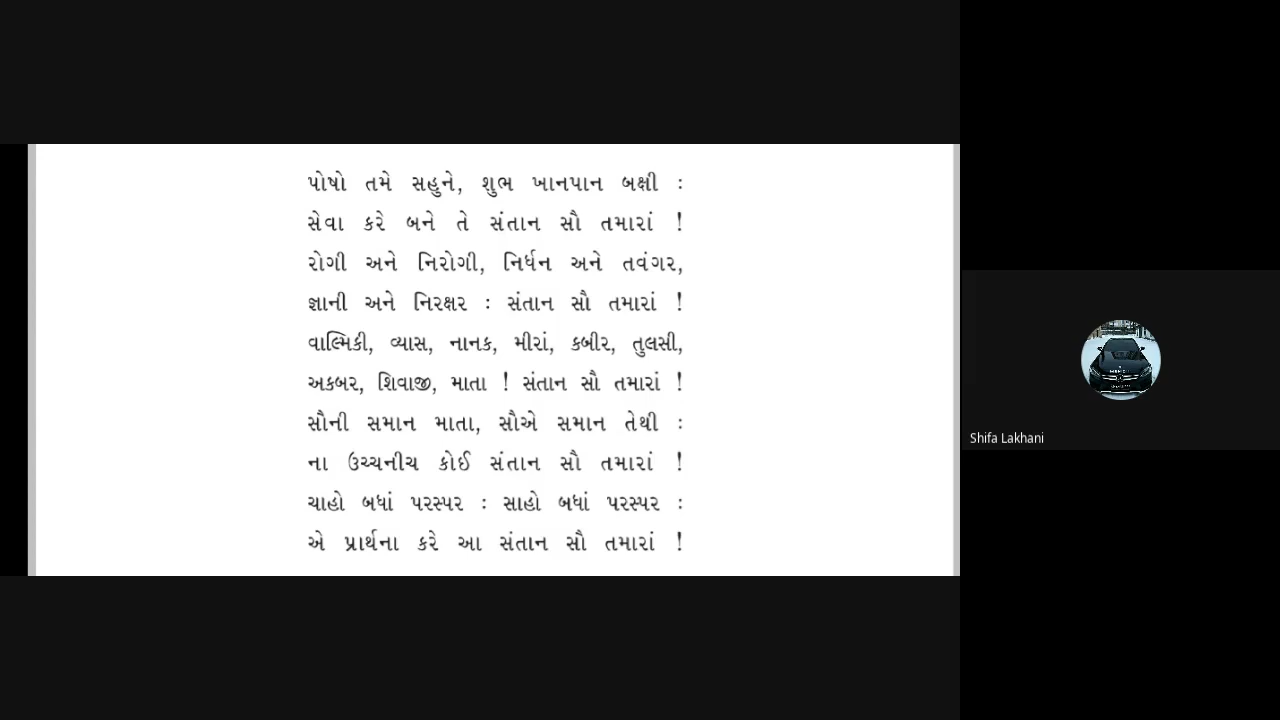 પોષો તમે સહુને, શુભ ખાનપાન બક્ષી :
સેવા કરે બને તે સંતાન સૌ તમારાં !
રોગી અને નિરોગી, નિર્ધન અને તવંગર,
જ્ઞાની અને નિરક્ષર : સંતાન સૌ તમારાં !
વાલ્મિકી, વ્યાસ, નાનક, મીરાં, કબીર, તુલસી,
અકબર, શિવાજી, માતા ! સંતાન સૌ તમારાં !
સૌની સમાન માતા, સૌએ સમાન તેથી :
ના ઉચ્ચનીચ કોઈ સંતાન સૌ તમારાં !
ચાહો બધાં પરસ્પર : સાહો બધાં પરસ્પર :
એ પ્રાર્થના કરે આ સંતાન સૌ તમારાં !
Shifa Lakhani